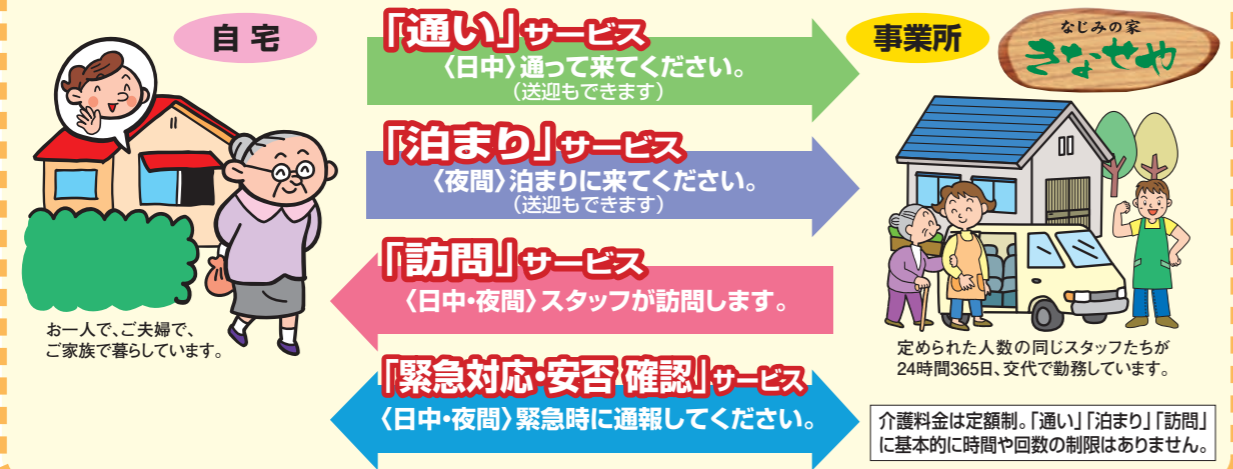 自宅
「通い」サービス
〈日中〉通って来てください。
(送迎もできます)
「泊まり」サービス
〈夜間〉泊まりに来てください。
(送迎もできます)
「訪問」サービス
〈日中・夜間〉スタッフが訪問します。
「緊急対応・安否 確認」サービス
〈日中・夜間〉緊急時に通報してください。
お一人で、ご夫婦で、
ご家族で暮らしています。
事業所
なじみの家
きなせや
定められた人数の同じスタッフたちが
24時間365日、交代で勤務しています。
介護料金は定額制。「通い」「泊まり」「訪問」
に基本的に時間や回数の制限はありません。